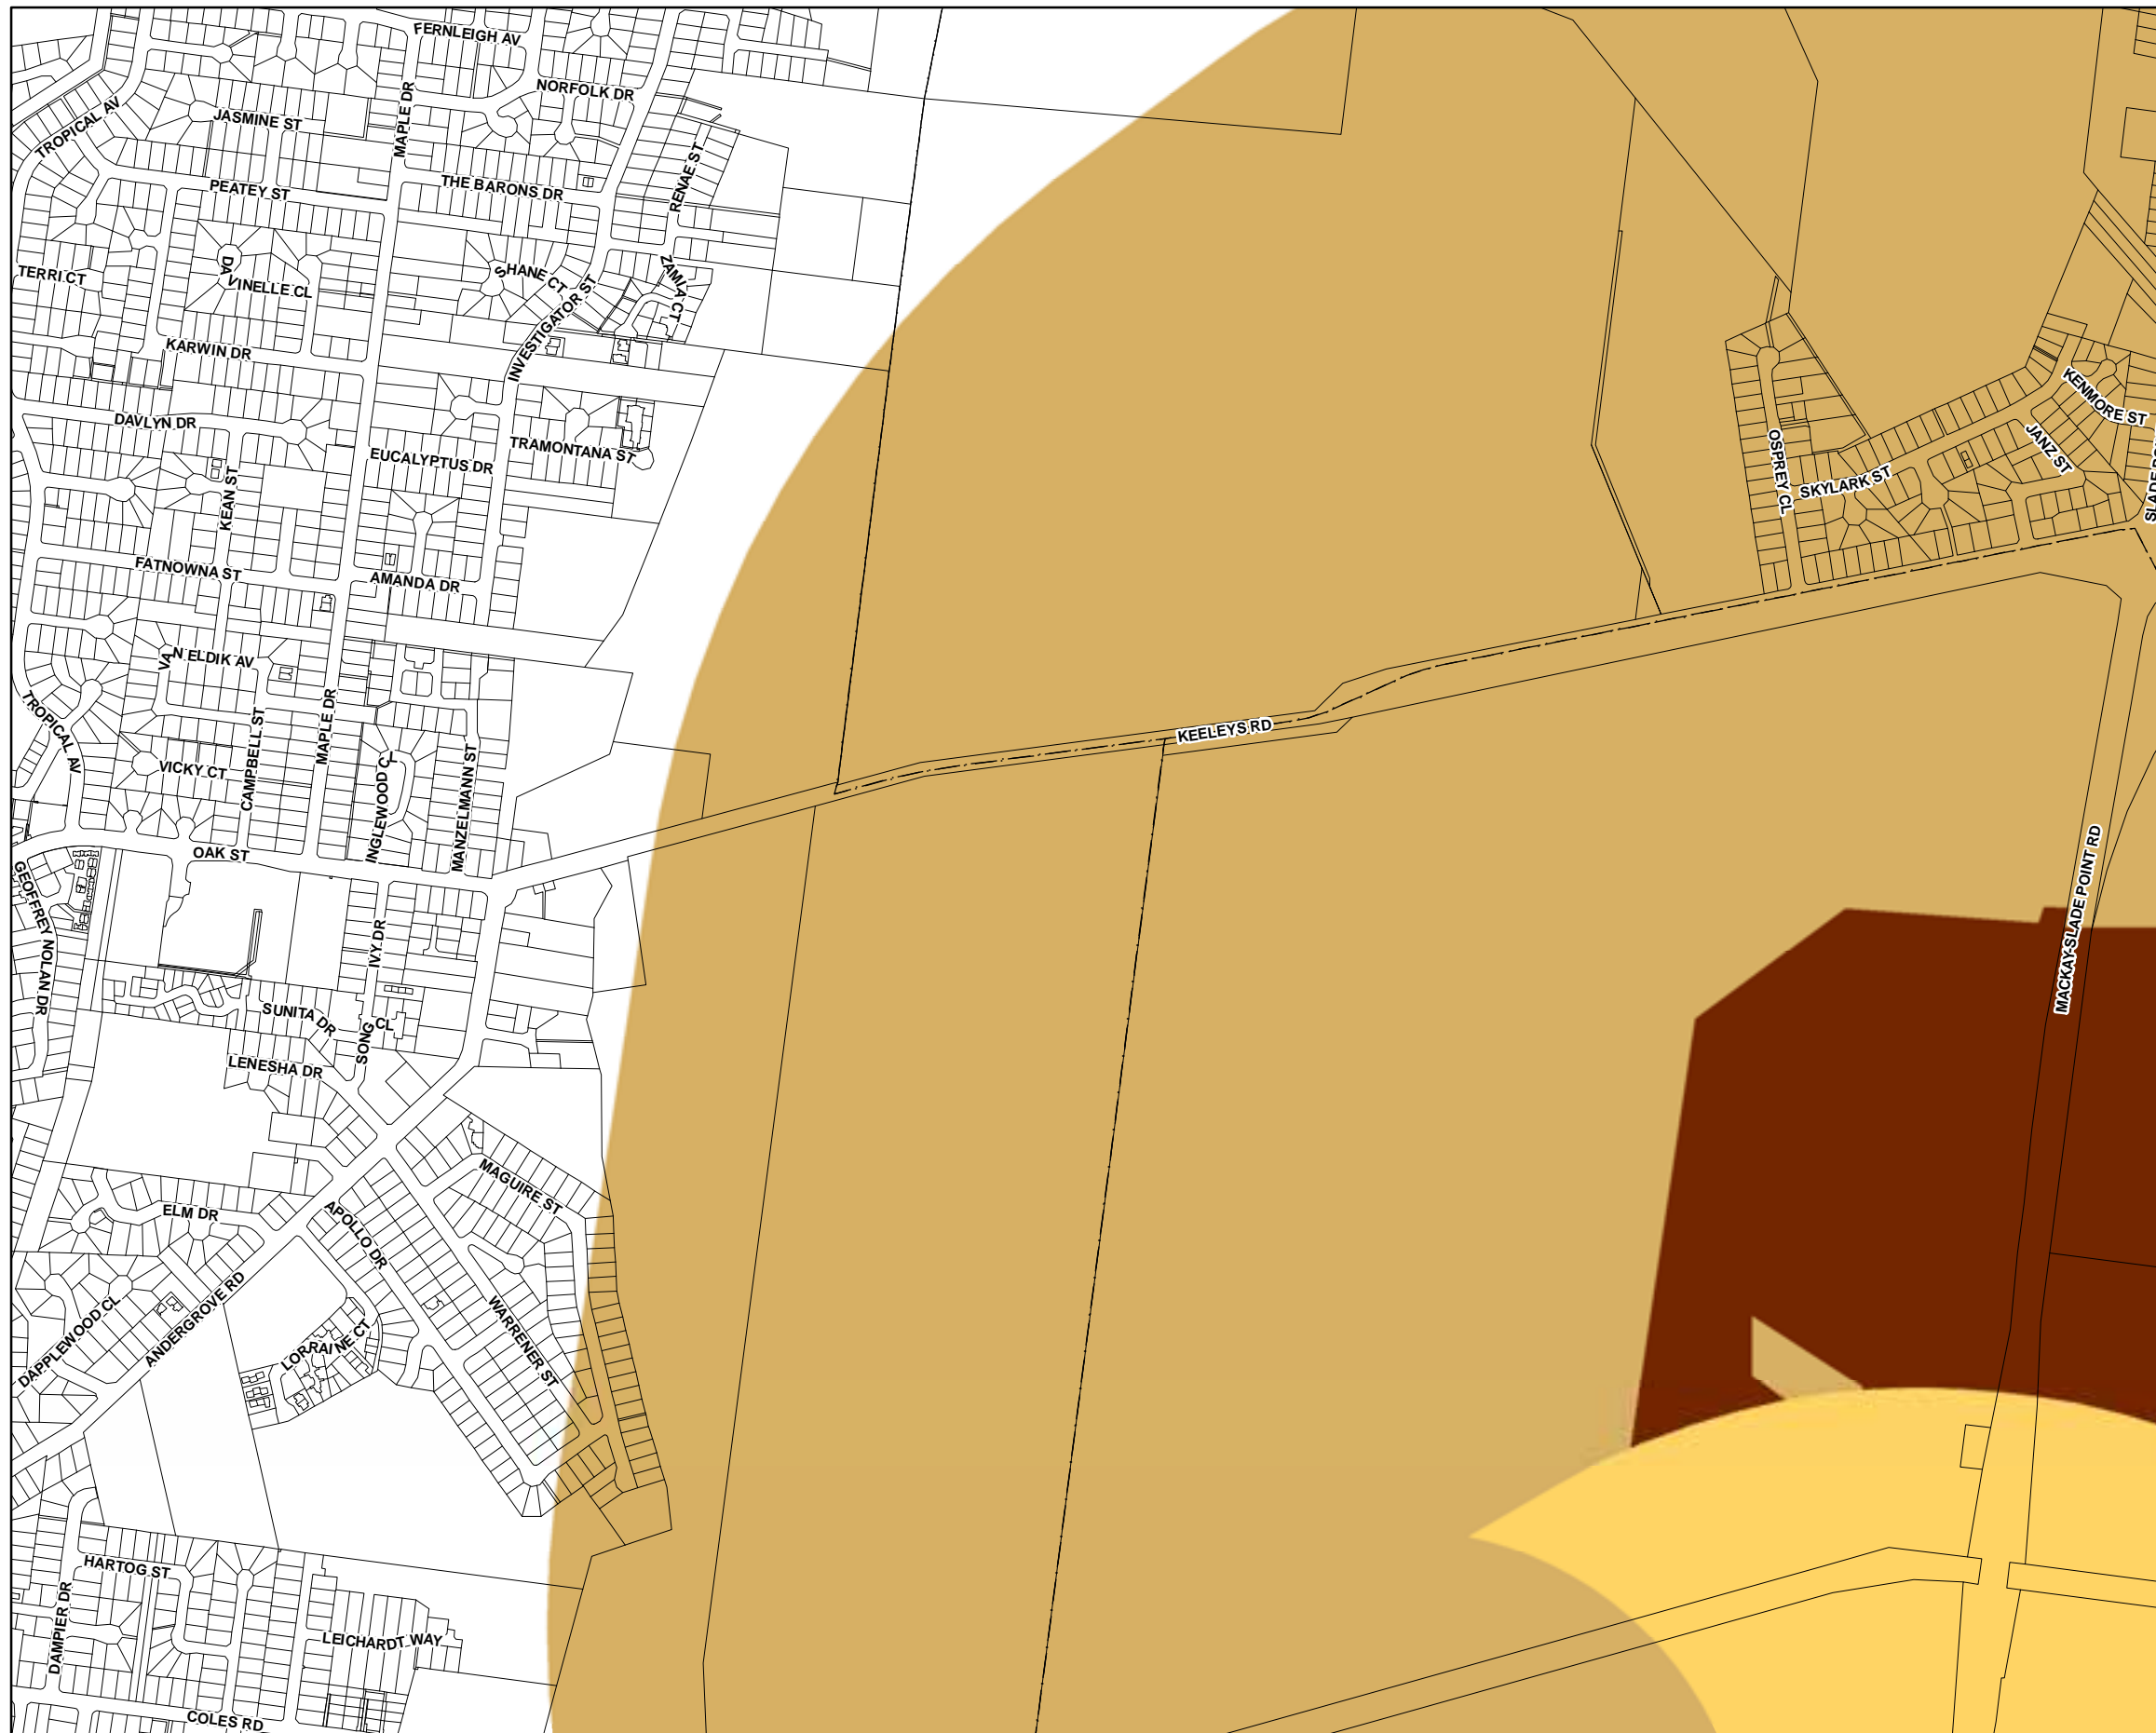 FERNLEIGH AV
NORFOLK DR
MAPLE DR
TROPICAL AV
JASMINE ST
RENAE ST
PEATEY ST
THE BARONS DR
TERRI CT
DAVINELLE CL
SHANE CT
ZAMIA CT
INVESTIGATOR ST
KARWIN DR
KENMORE ST
DAVLYN DR
TRAMONTANA ST
EUCALYPTUS DR
OSPREY CL
SKYLARK ST
JANZ ST
KEAN ST
FATNOWNA ST
AMANDA DR
VAN ELDIK AV
TROPICAL AV
CAMPBELL ST
MAPLE DR
KEELEYS RD
VICKY CT
INGLEWOOD CL
MANZELMANN ST
OAK ST
GEOFFREY NOLAN DR
IVY DR
MACKAY-SLADE POINT RD
SUNITA DR
SONG CL
LENESHA DR
MAGUIRE ST
ELM DR
APOLLO DR
DAPPLEWOOD CL
ANDERGROVE RD
LORRAINE CT
WARRENER ST
HARTOG ST
DAMPIER DR
LEICHARDT WAY
COLES RD